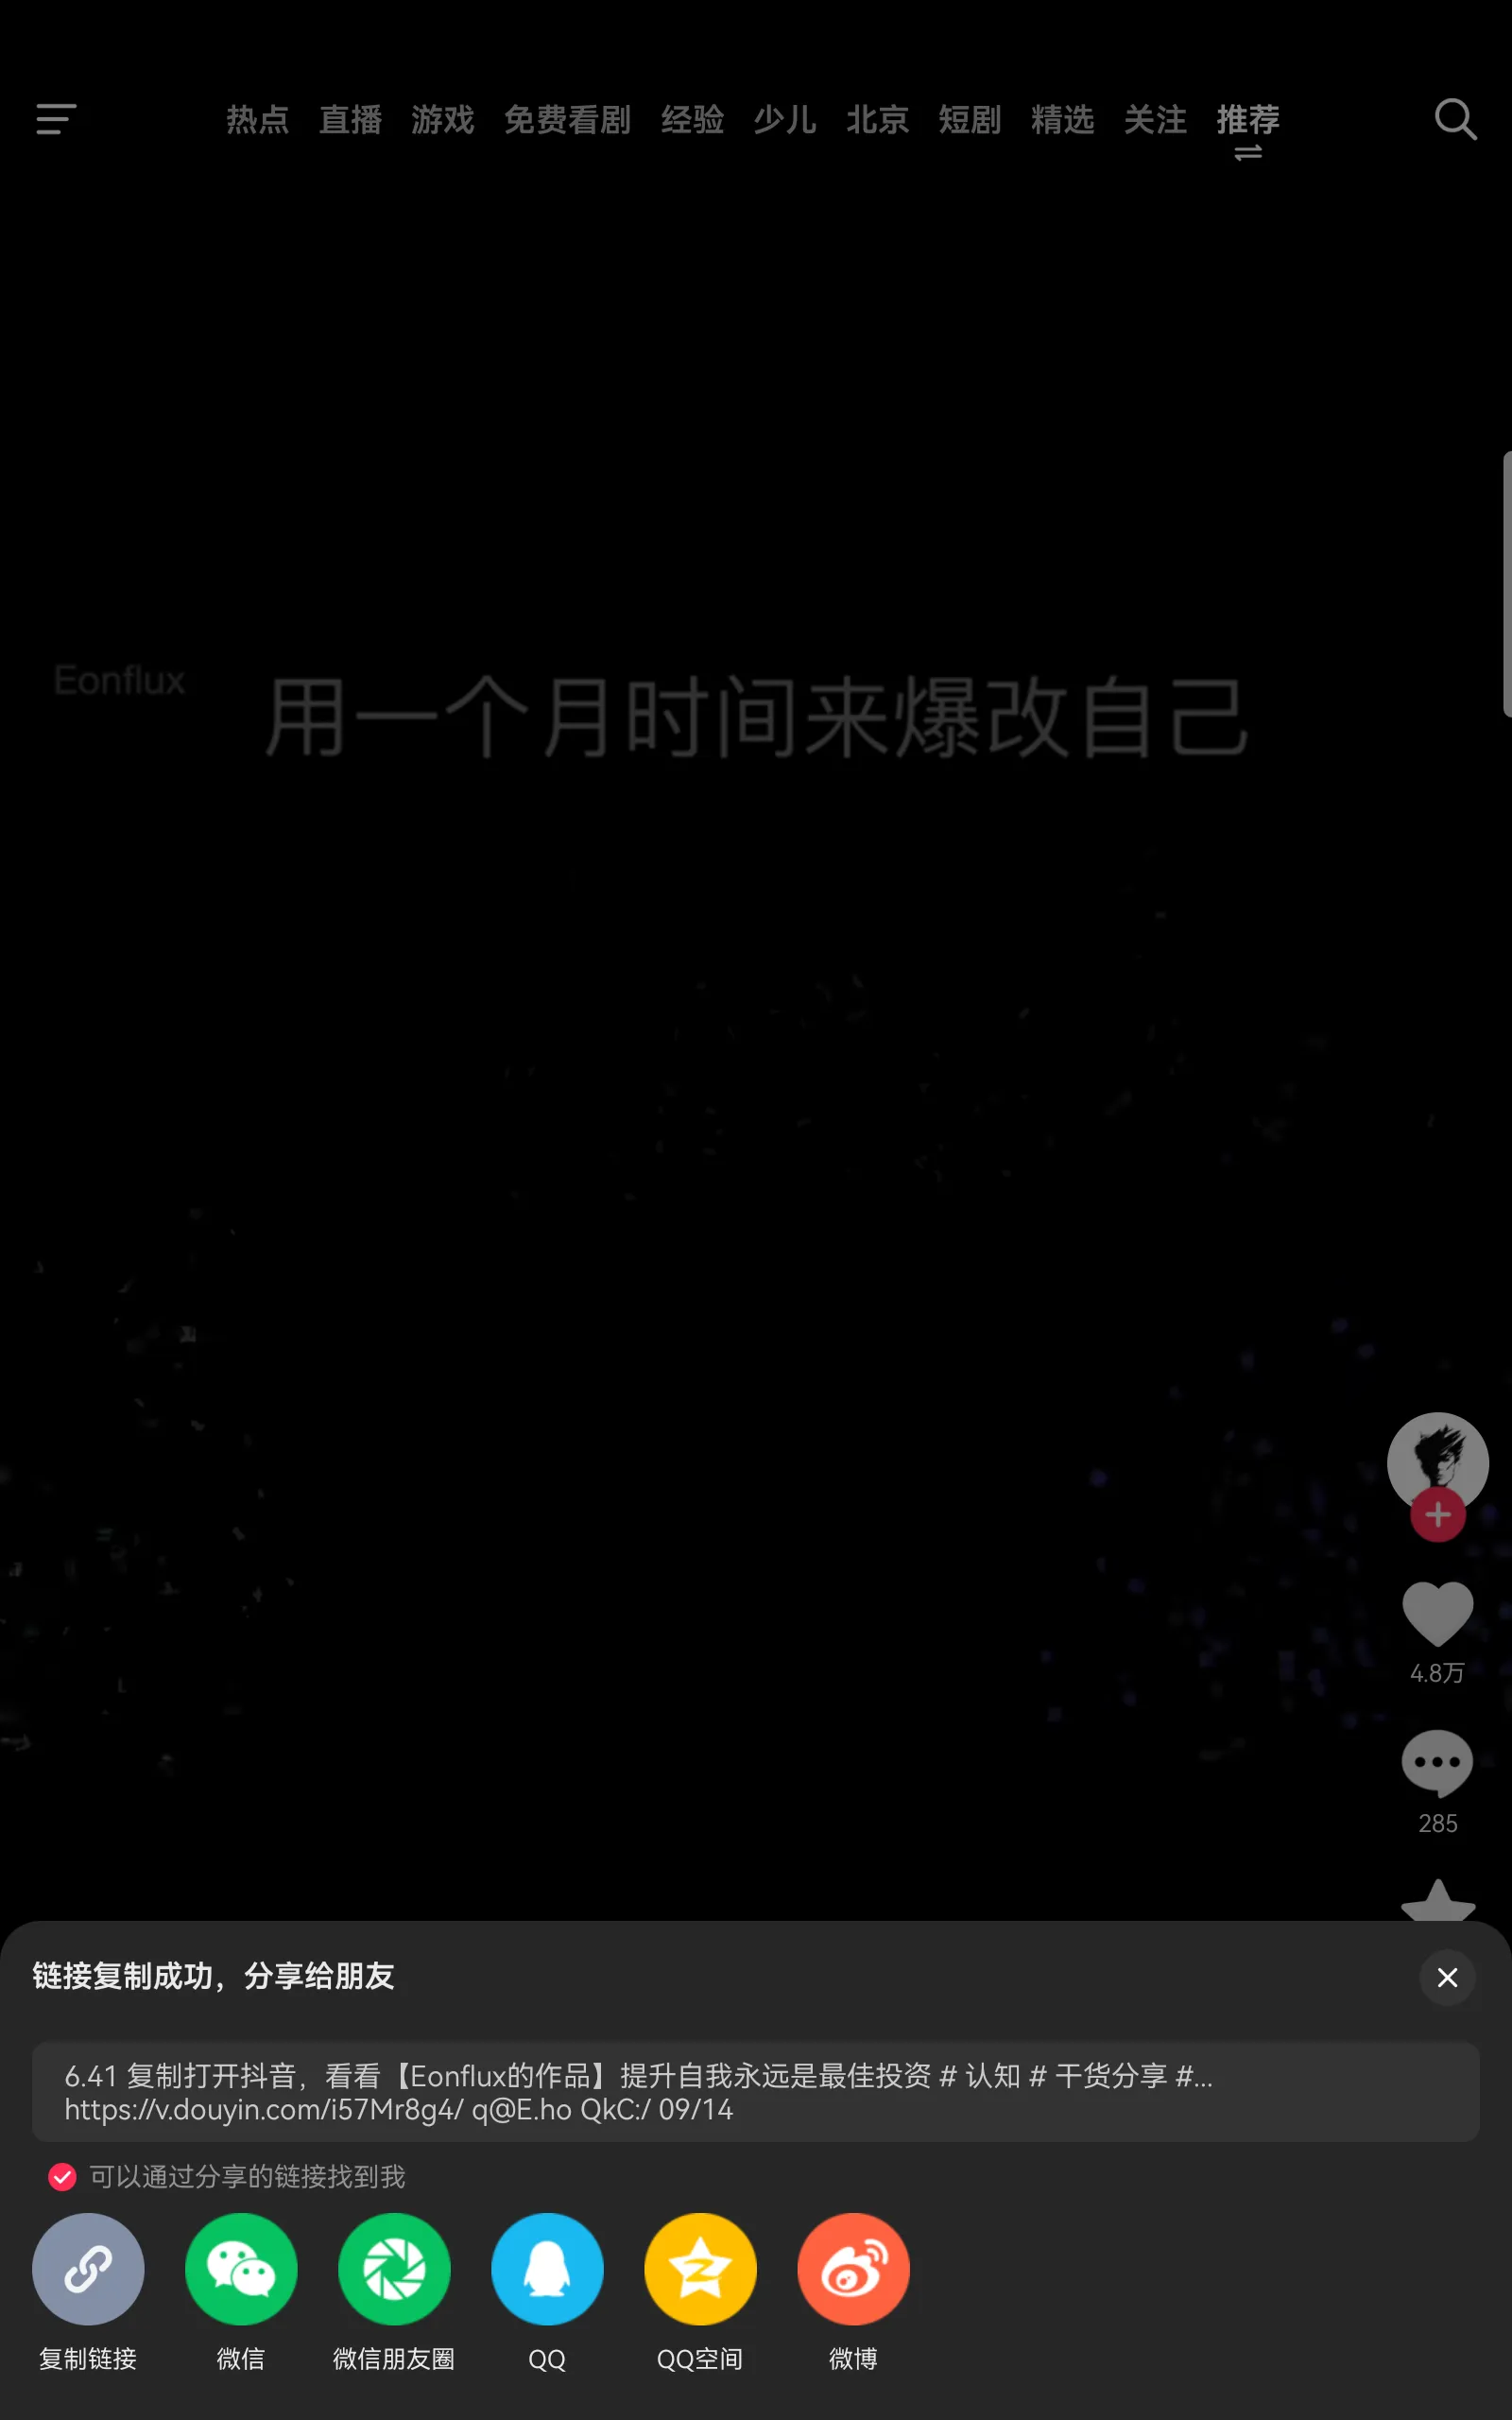 热点 直播 游戏 免费看剧 经验 少儿 北京 短剧 精选 关注 推荐
Eonflux
用一个月时间来爆改自己
4.8万
285
链接复制成功，分享给朋友
6.41 复制打开抖音，看看【Eonflux的作品】提升自我永远是最佳投资 # 认知 # 干货分享 #...
https://v.douyin.com/i57Mr8g4/ q@E.ho QkC:/ 09/14
可以通过分享的链接找到我
复制链接 微信 微信朋友圈 QQ QQ空间 微博